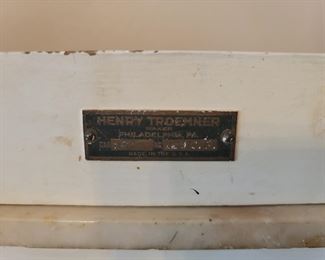 HENRY TROEMNER
MAKER
PHILADELPHIA, PA.
MADE IN THE U.S.A.